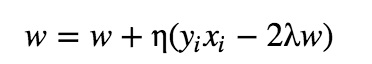 w = w + η(yᵢxᵢ − 2λw)